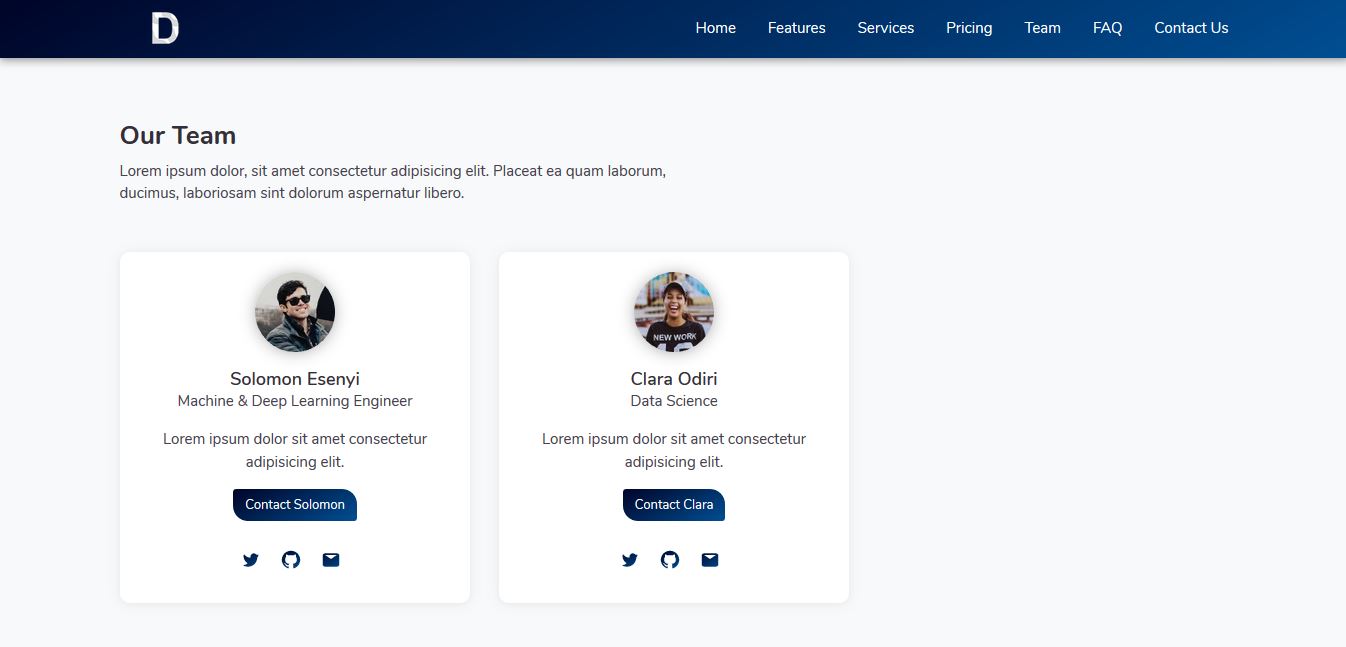 D
Home Features Services Pricing Team FAQ Contact Us
Our Team
Lorem ipsum dolor, sit amet consectetur adipisicing elit. Placeat ea quam laborum,
ducimus, laboriosam sint dolorum aspernatur libero.
Solomon Esenyi
Machine & Deep Learning Engineer
Lorem ipsum dolor sit amet consectetur
adipisicing elit.
Contact Solomon
NEW WORK
Clara Odiri
Data Science
Lorem ipsum dolor sit amet consectetur
adipisicing elit.
Contact Clara